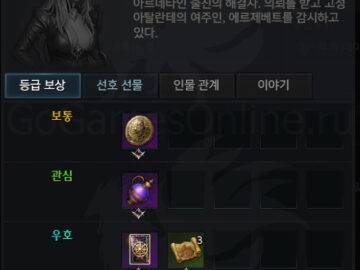 아르데타인 출신의 해결사. 의뢰를 받고 고성
아탈란테의 여주인, 에르제베트를 감시하고
있다.
등급 보상
선호 선물
인물 관계
이야기
GoGamesOnline.ru
보통
관심
우호
3